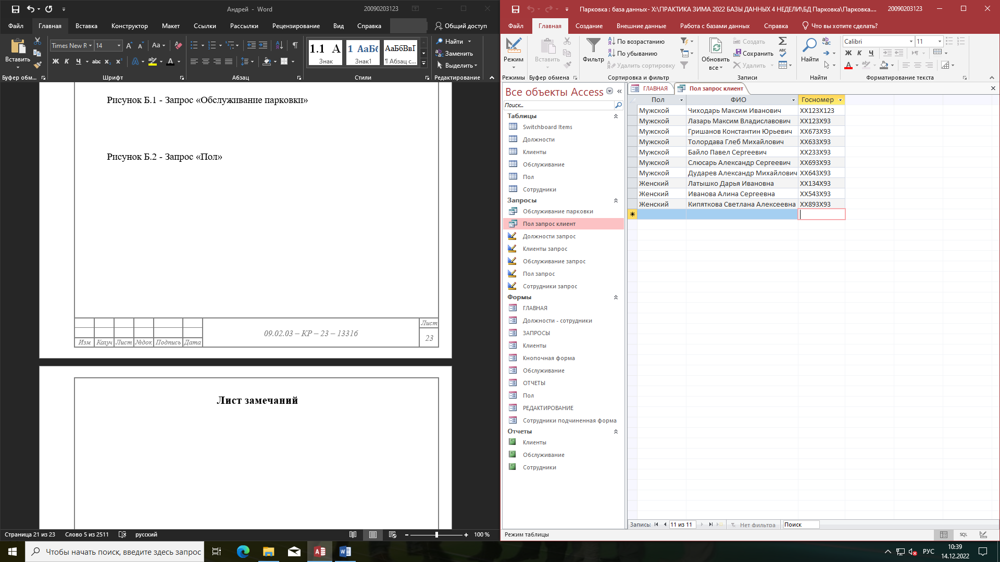 Андрей - Word
20090203123
Файл
Главная
Вставка
Конструктор
Макет
Ссылки
Рассылки
Рецензирование
Вид
Справка
Общий доступ
Вставить
Times New R
14
Aa
Ж К Ч abc x₂ x²
Буфер обм...
Шрифт
Абзац
1.1 А
Знак
1 АаБб
Знак1
АаБбВвГ
¶ Абзац с...
Стили
Найти
Заменить
Выделить
Редактирование
Рисунок Б.1 - Запрос «Обслуживание парковки»
Рисунок Б.2 - Запрос «Пол»
Изм
Калуч
Лист
№док
Подпись
Дата
09.02.03 – КР – 23 – 1331б
Лист
23
Лист замечаний
Страница 21 из 23
Слово 5 из 2511
русский
100 %
Парковка : база данных- X:\ПРАКТИКА ЗИМА 2022 БАЗЫ ДАННЫХ 4 НЕДЕЛИ\БД Парковка\Парковка....
20090203123
Файл
Главная
Создание
Внешние данные
Работа с базами данных
Справка
Что вы хотите сделать?
Режим
Режимы
Вставить
Буфер обмена
Фильтр
По возрастанию
По убыванию
Удалить сортировку
Сортировка и фильтр
Обновить
все
Создать
Сохранить
Удалить
Записи
Найти
Найти
Calibri
11
Ж К Ч
Форматирование текста
Все объекты Access
Поиск...
Таблицы
Switchboard Items
Должности
Клиенты
Обслуживание
Пол
Сотрудники
Запросы
Обслуживание парковки
Пол запрос клиент
Должности запрос
Клиенты запрос
Обслуживание запрос
Пол запрос
Сотрудники запрос
Формы
ГЛАВНАЯ
Должности - сотрудники
ЗАПРОСЫ
Клиенты
Кнопочная форма
Обслуживание
ОТЧЕТЫ
Пол
РЕДАКТИРОВАНИЕ
Сотрудники подчиненная форма
Отчеты
Клиенты
Обслуживание
Сотрудники
ГЛАВНАЯ
Пол запрос клиент
Пол ФИО Госномер
Мужской Чиходарь Максим Иванович XX123X123
Мужской Лазарь Максим Владиславович XX123X93
Мужской Гришанов Константин Юрьевич XX673X93
Мужской Толордава Глеб Михайлович XX633X93
Мужской Байло Павел Сергеевич XX233X93
Мужской Слюсарь Александр Сергеевич XX693X93
Мужской Дударев Александр Михайлович XX643X93
Женский Латышко Дарья Ивановна XX134X93
Женский Иванова Алина Сергеевна XX543X93
Женский Кипяткова Светлана Алексеевна XX893X93
Запись: 11 из 11 Нет фильтра Поиск
Режим таблицы
SQL
Чтобы начать поиск, введите здесь запрос
РУС
10:39
14.12.2022